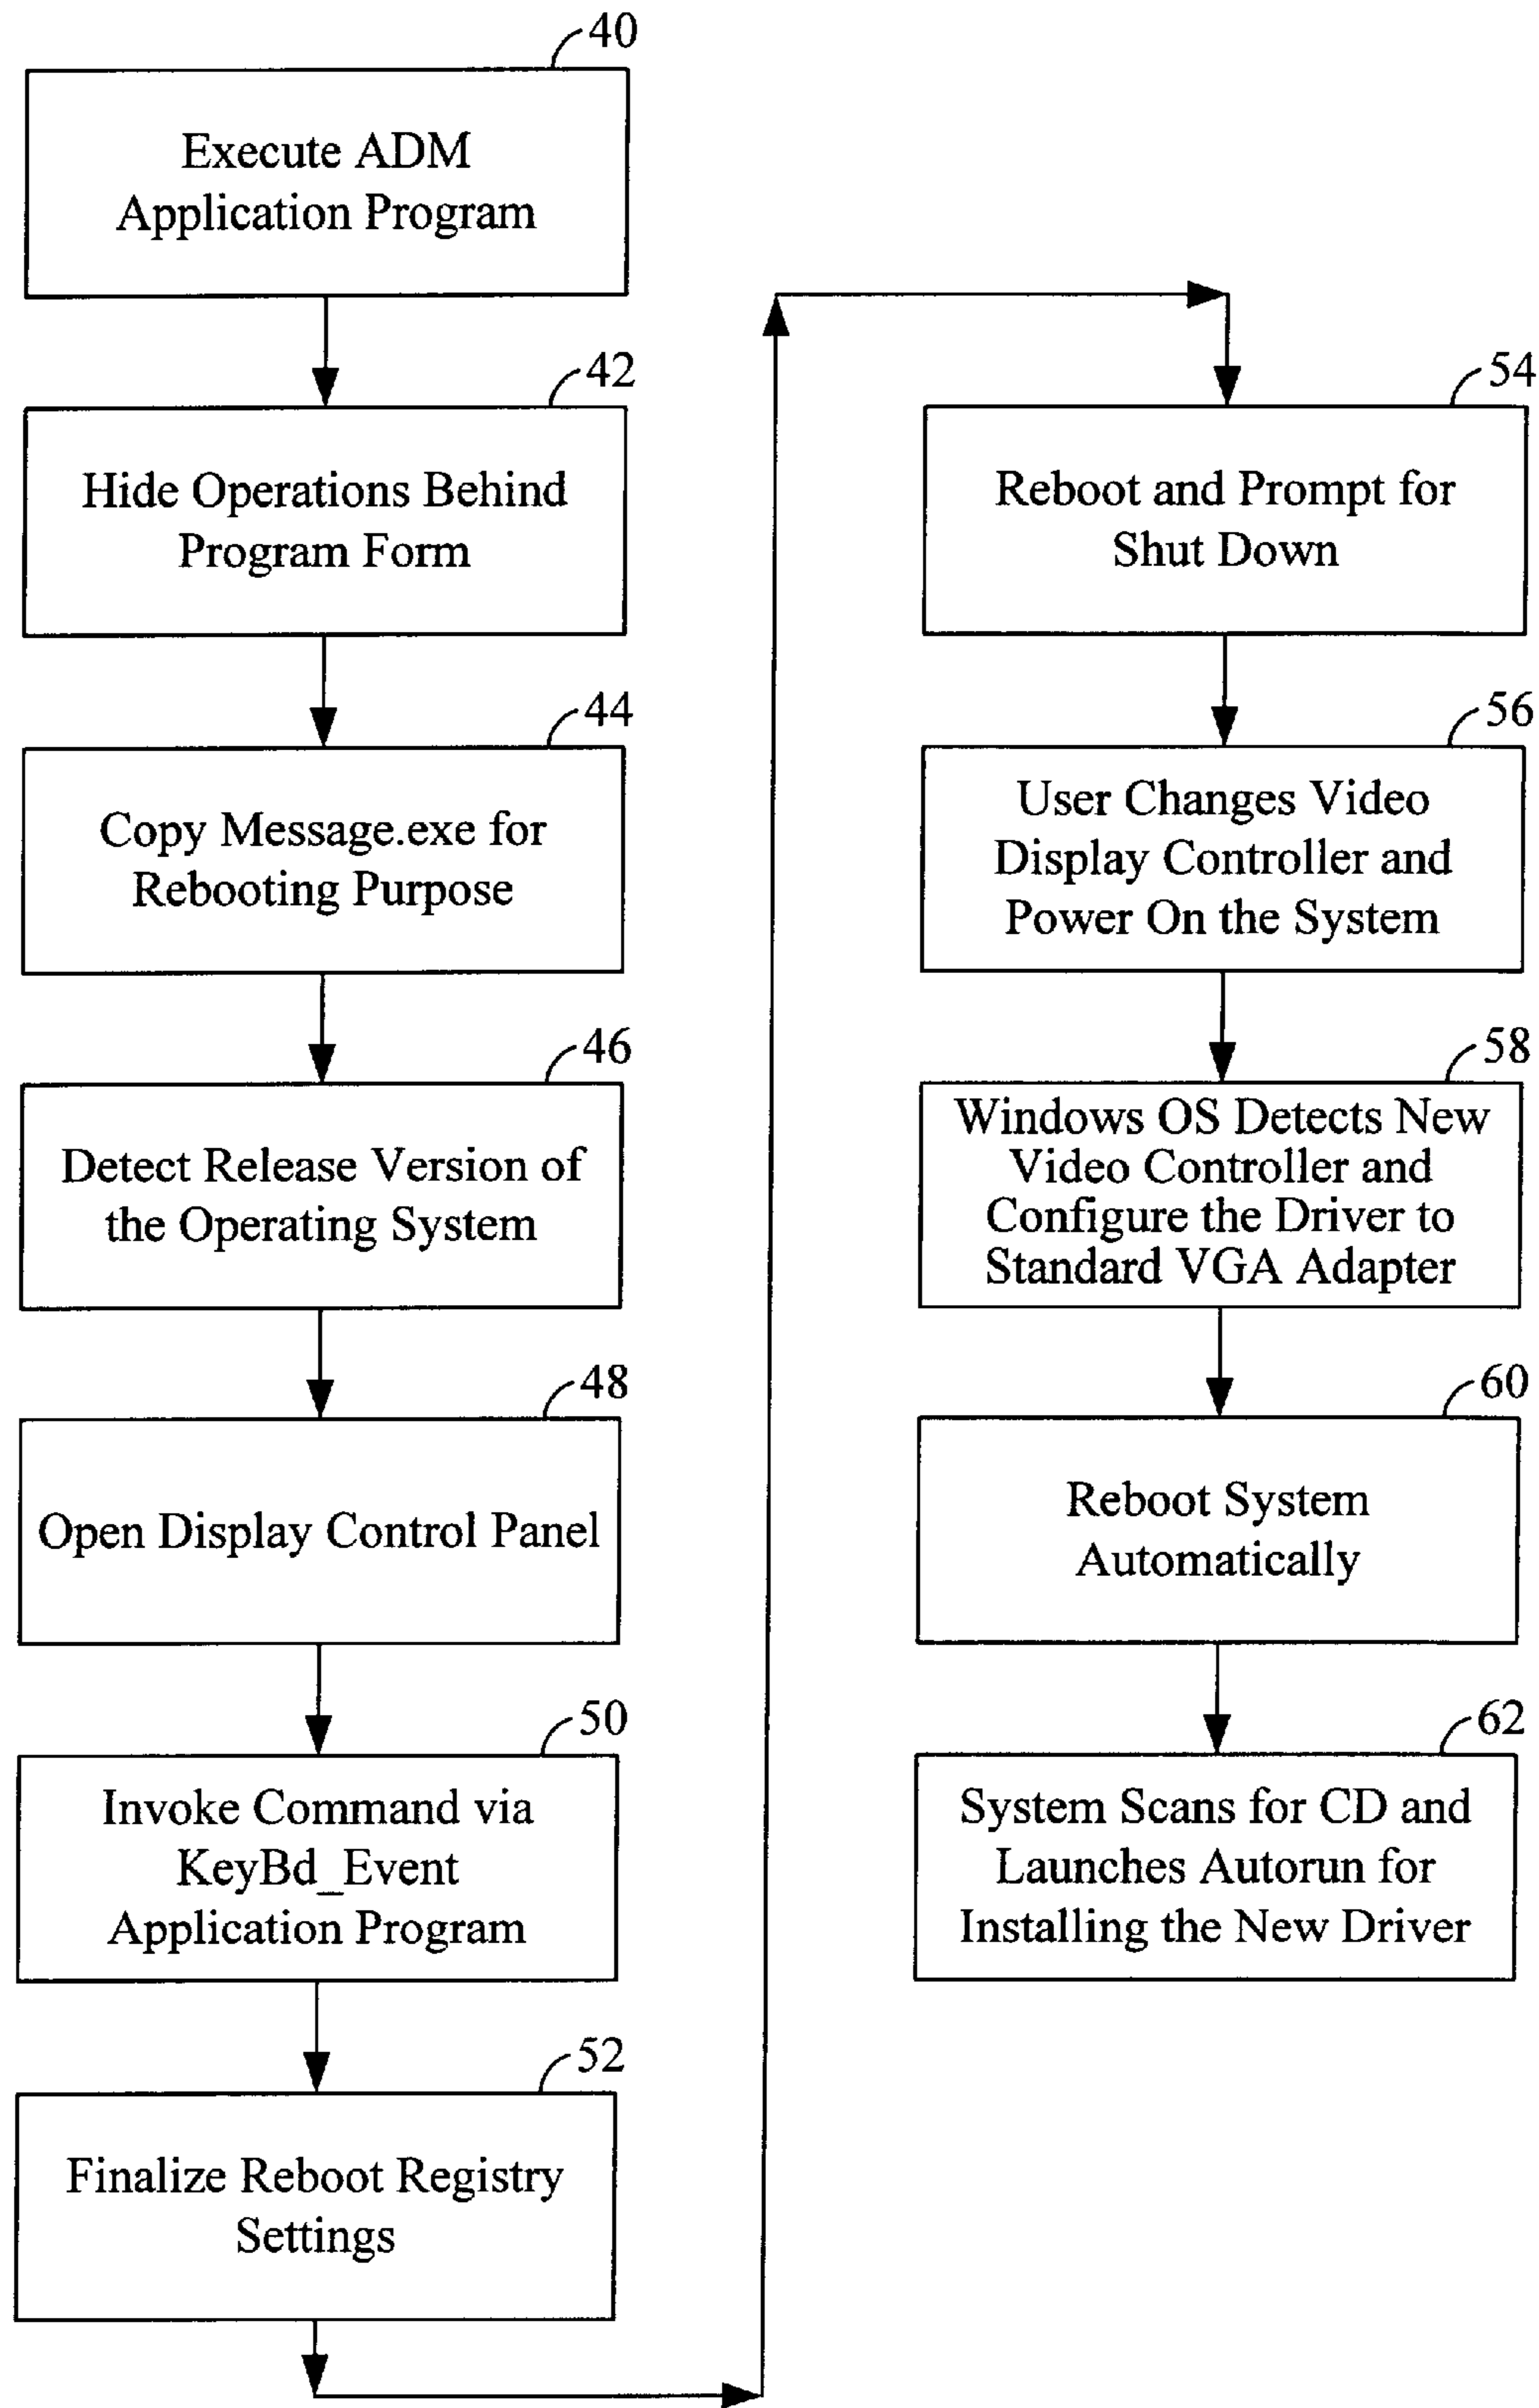 40
Execute ADM
Application Program
42
Hide Operations Behind
Program Form
44
Copy Message.exe for
Rebooting Purpose
46
Detect Release Version of
the Operating System
48
Open Display Control Panel
50
Invoke Command via
KeyBd_Event
Application Program
52
Finalize Reboot Registry
Settings
54
Reboot and Prompt for
Shut Down
56
User Changes Video
Display Controller and
Power On the System
58
Windows OS Detects New
Video Controller and
Configure the Driver to
Standard VGA Adapter
60
Reboot System
Automatically
62
System Scans for CD and
Launches Autorun for
Installing the New Driver